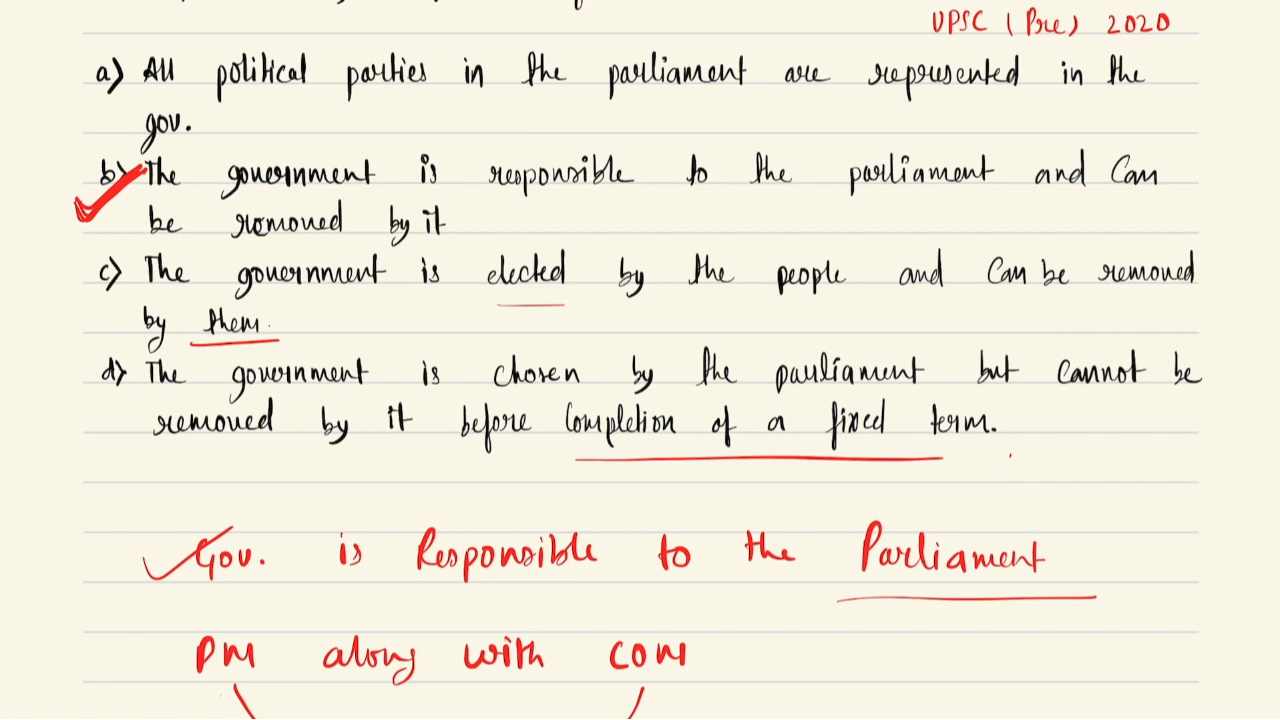 UPSC (Pre) 2020
a) All political parties in the parliament are represented in the
gov.
b) The government is responsible to the parliament and Can
be removed by it
c) The government is elected by the people and Can be removed
by them.
d) The government is chosen by the parliament but cannot be
removed by it before Completion of a fixed term.
Gov. is Responsible to the Parliament
PM along with COM